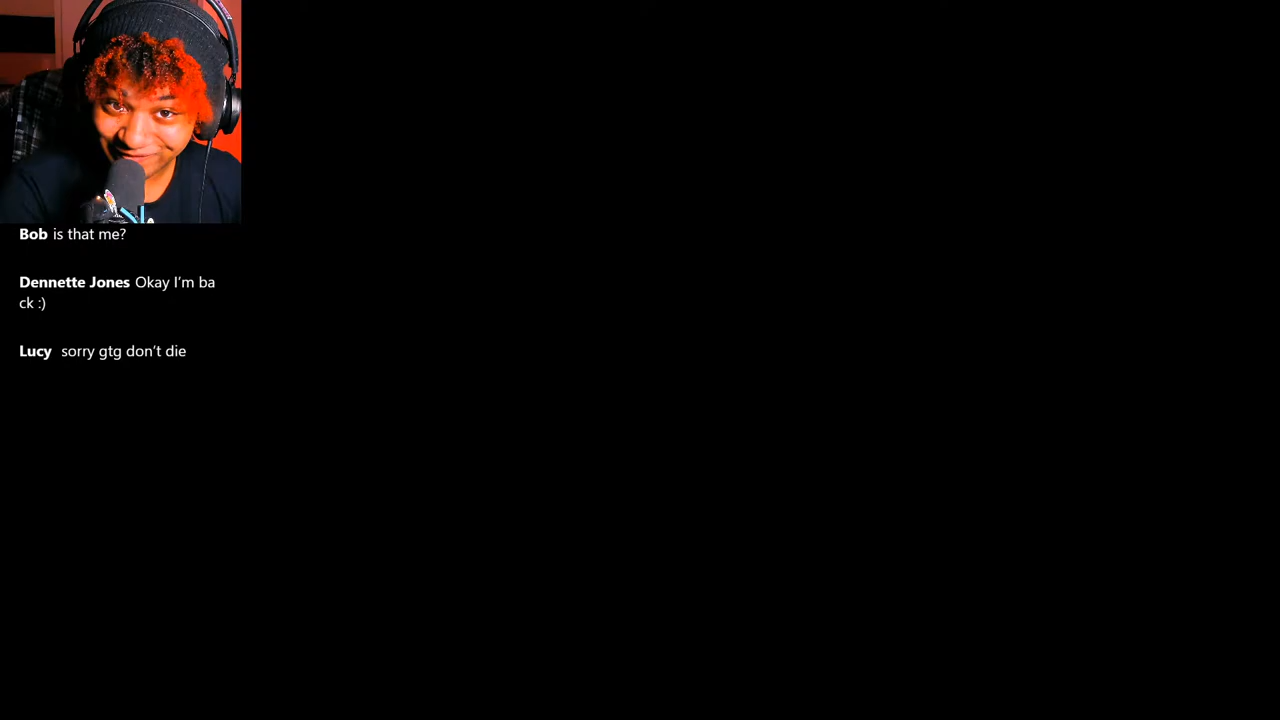 Bob is that me?
Dennette Jones Okay I’m ba
ck :)
Lucy sorry gtg don’t die